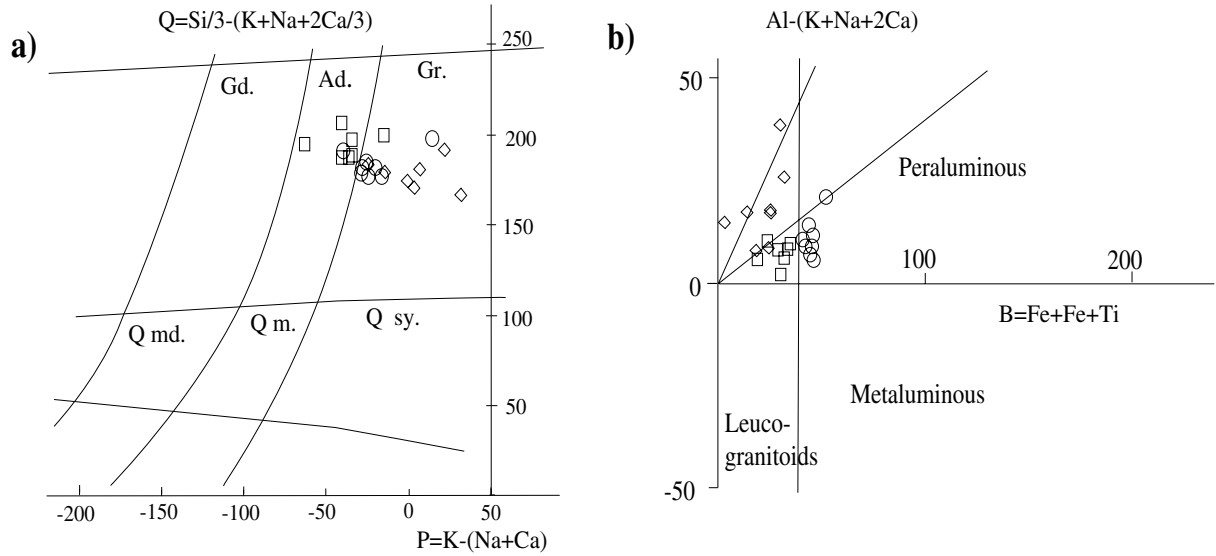 a)
Q=Si/3-(K+Na+2Ca/3)
250
Gd.
Ad.
Gr.
200
150
Q md.
Q m.
Q sy.
100
50
-200
-150
-100
-50
0
50
P=K-(Na+Ca)
b)
Al-(K+Na+2Ca)
50
Peraluminous
100
200
0
B=Fe+Fe+Ti
Metaluminous
Leuco-
granitoids
-50